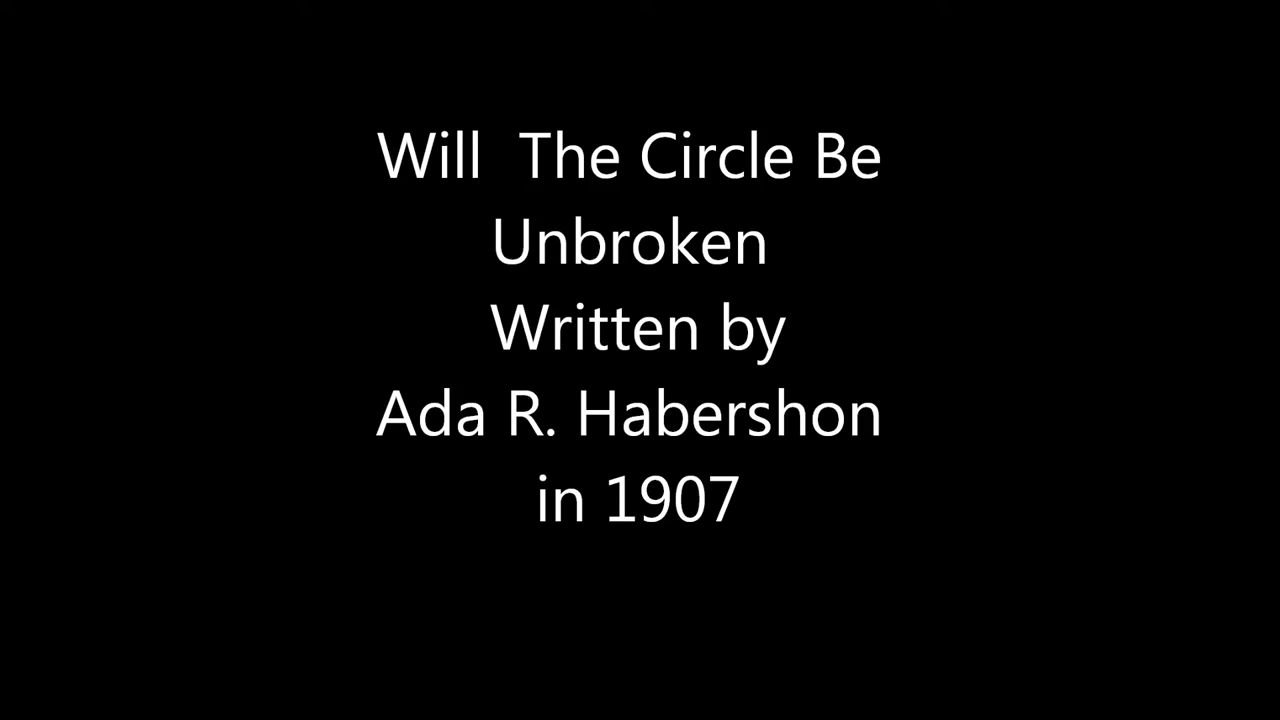 Will  The Circle Be
Unbroken
Written by
Ada R. Habershon
in 1907